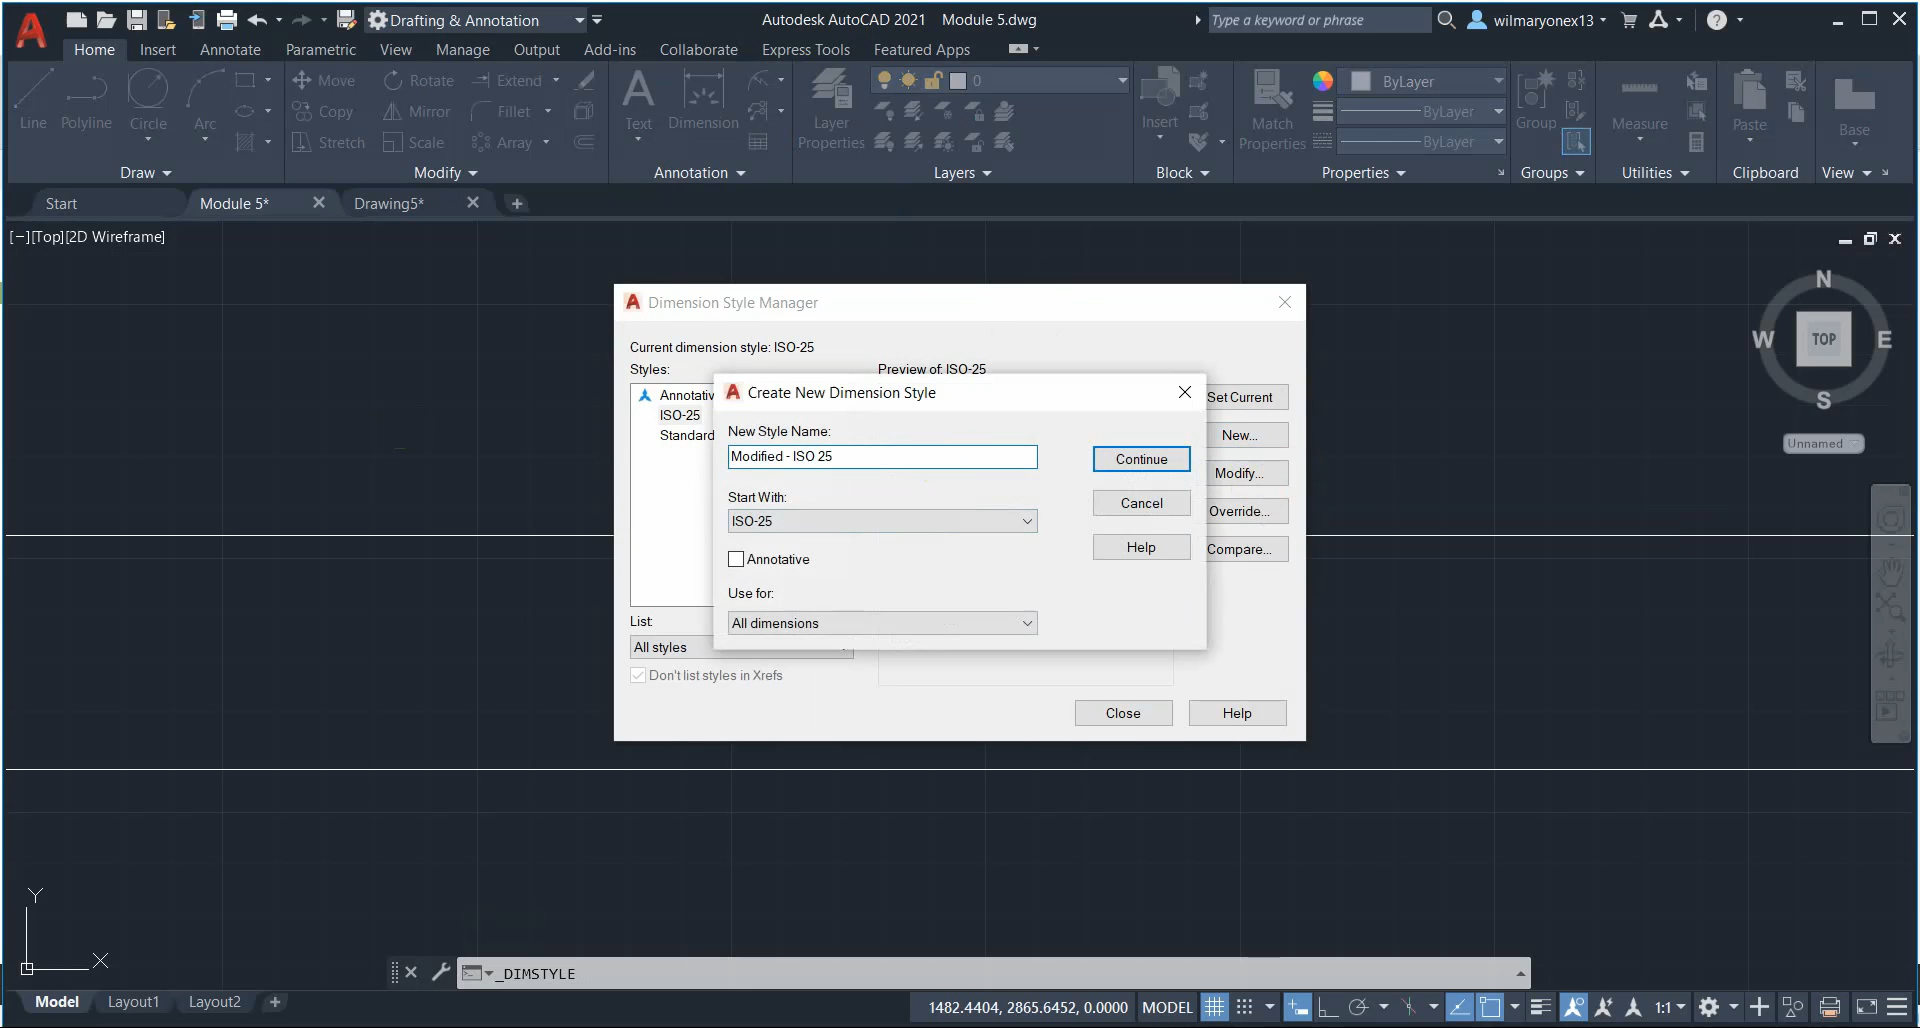 Drafting & Annotation
Autodesk AutoCAD 2021 Module 5.dwg
Type a keyword or phrase
wilmaryonex13
Home Insert Annotate Parametric View Manage Output Add-ins Collaborate Express Tools Featured Apps
Line
Polyline
Circle
Arc
Draw
Move
Rotate
Extend
Copy
Mirror
Fillet
Stretch
Scale
Array
Modify
Text
Dimension
Annotation
Layer
Properties
0
Layers
Insert
Block
Match
Properties
ByLayer
ByLayer
ByLayer
Properties
Group
Groups
Measure
Utilities
Paste
Clipboard
Base
View
Start
Module 5*
Drawing5*
[−][Top][2D Wireframe]
N
W
TOP
E
S
Unnamed
Dimension Style Manager
Current dimension style: ISO-25
Styles:
Preview of: ISO-25
ISO-25
Standard
Set Current
New...
Modify...
Override...
Compare...
Create New Dimension Style
New Style Name:
Modified - ISO 25
Continue
Start With:
Cancel
ISO-25
Help
Annotative
Use for:
All dimensions
List:
All styles
Don't list styles in Xrefs
Close
Help
Y
X
_DIMSTYLE
Model
Layout1
Layout2
1482.4404, 2865.6452, 0.0000
MODEL
1:1